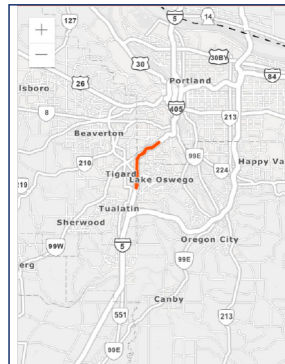 127
5
14
+
30BY
−
30
Portland
84
lsboro
26
405
8
213
Beaverton
210
99E
Happy Va
219
Tigard
224
Lake Oswego
Tualatin
Sherwood
99W
5
Oregon City
erg
99E
Canby
551
213
99E